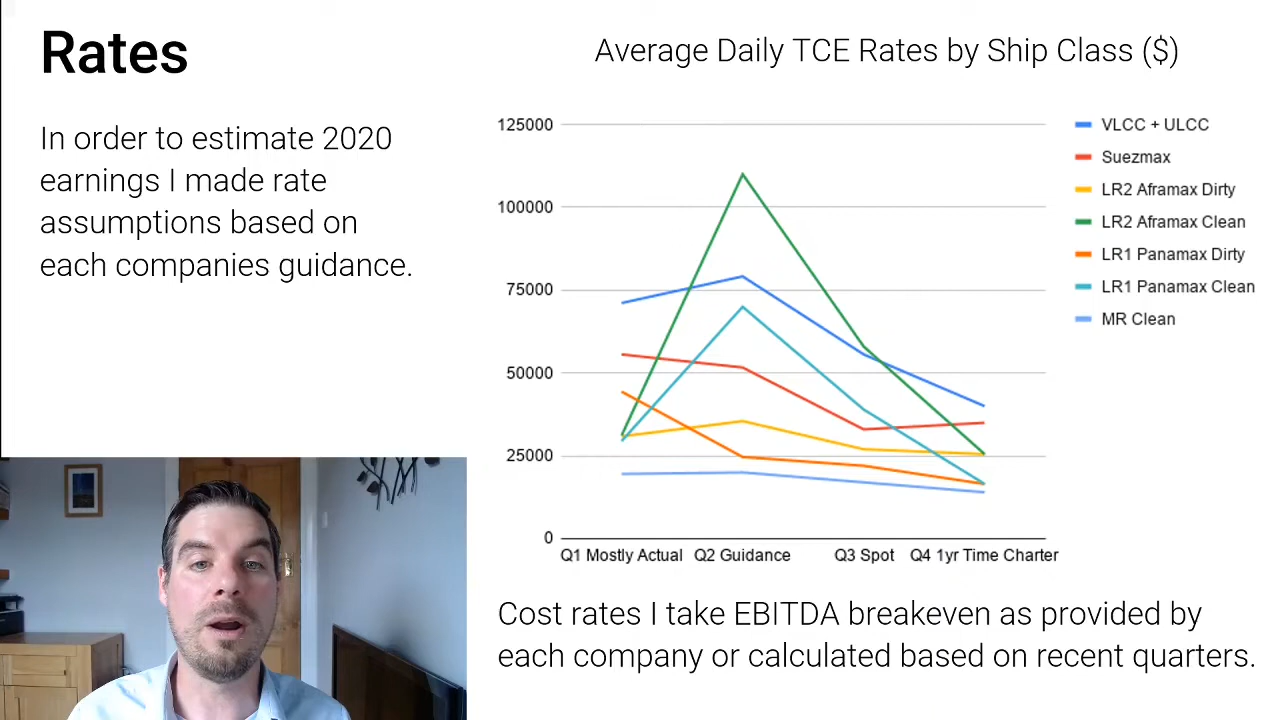 Rates
In order to estimate 2020
earnings I made rate
assumptions based on
each companies guidance.
Average Daily TCE Rates by Ship Class ($)
125000
100000
75000
50000
25000
0
Q1 Mostly Actual
Q2 Guidance
Q3 Spot
Q4 1yr Time Charter
VLCC + ULCC
Suezmax
LR2 Aframax Dirty
LR2 Aframax Clean
LR1 Panamax Dirty
LR1 Panamax Clean
MR Clean
Cost rates I take EBITDA breakeven as provided by
each company or calculated based on recent quarters.